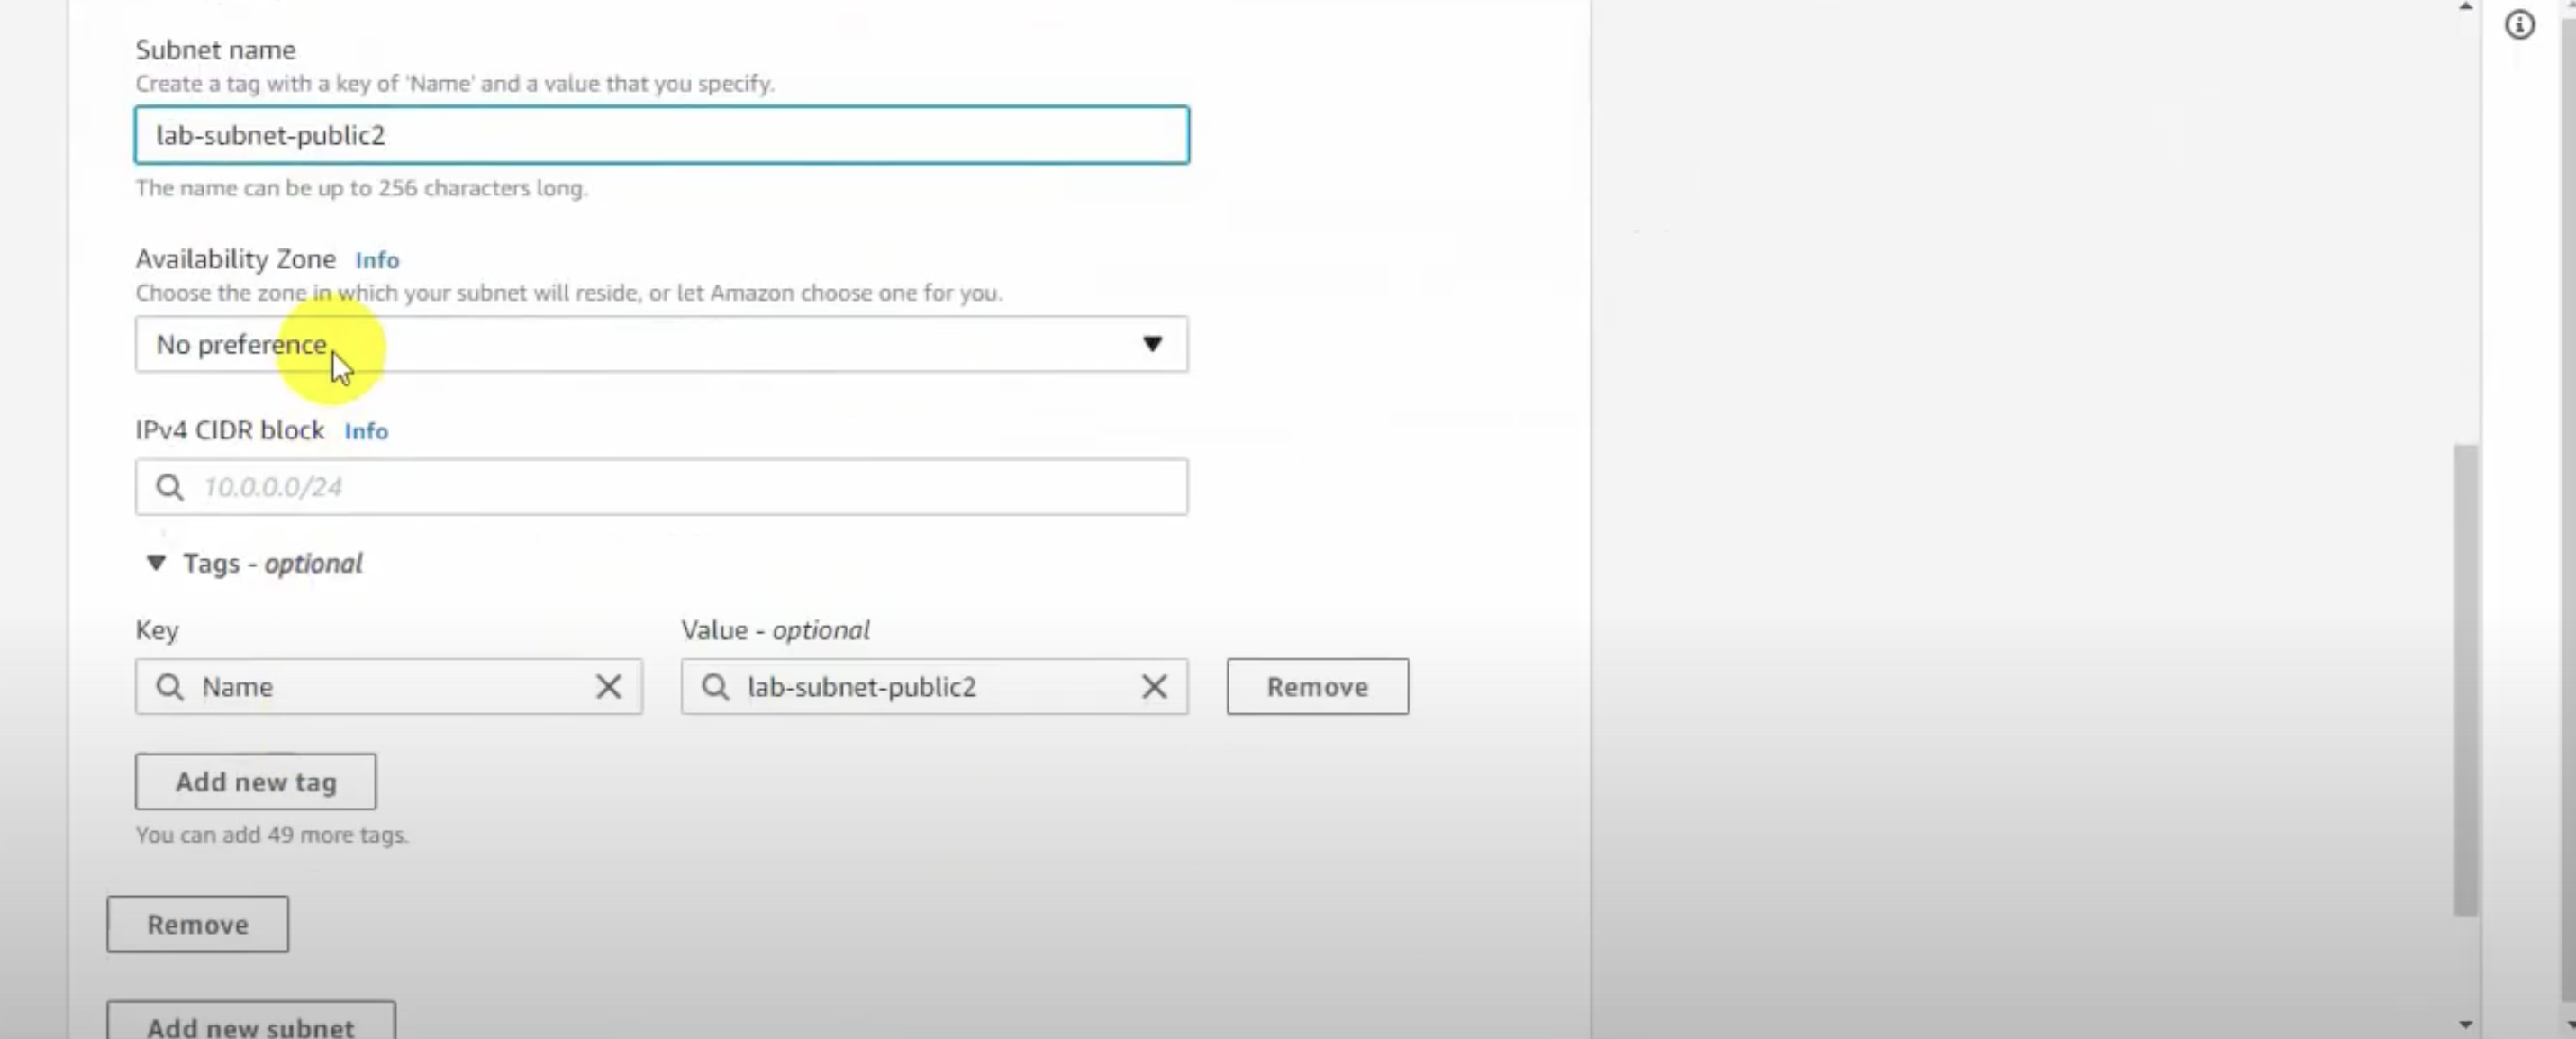 Subnet name
Create a tag with a key of 'Name' and a value that you specify.
lab-subnet-public2
The name can be up to 256 characters long.
Availability Zone Info
Choose the zone in which your subnet will reside, or let Amazon choose one for you.
No preference
IPv4 CIDR block Info
10.0.0.0/24
Tags - optional
Key Value - optional
Name lab-subnet-public2 Remove
Add new tag
You can add 49 more tags.
Remove
Add new subnet